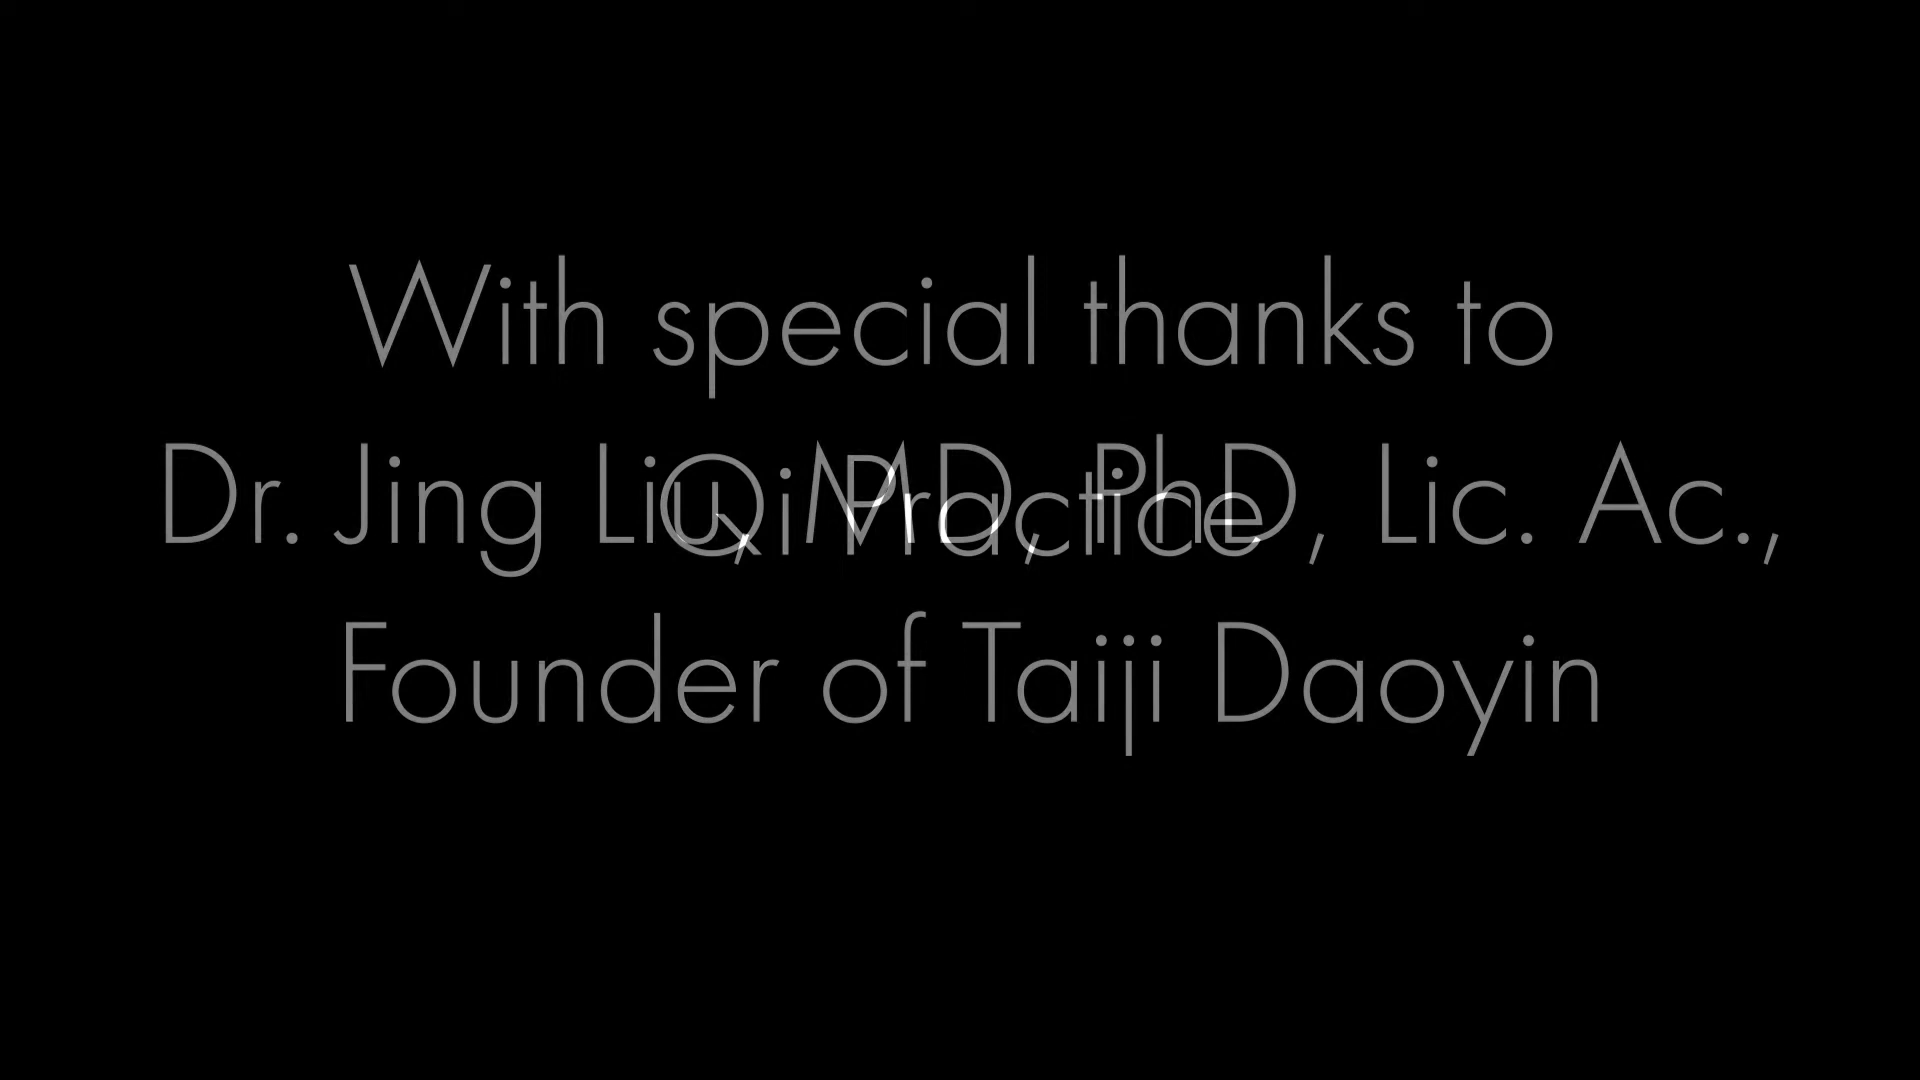 With special thanks to
Dr. Jing Liu, MD, PhD, Lic. Ac.,
Qi Practice
Founder of Taiji Daoyin